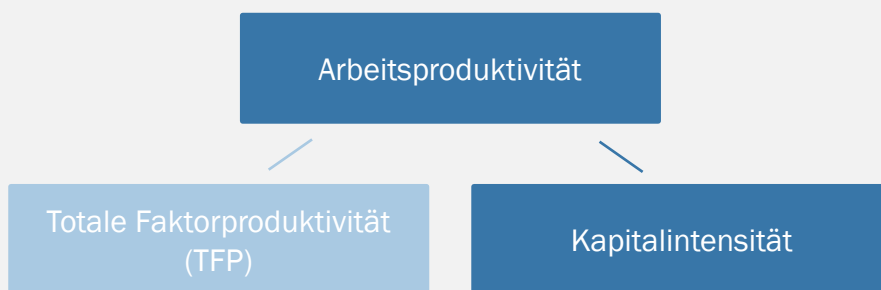 Arbeitsproduktivität
Totale Faktorproduktivität
(TFP)
Kapitalintensität